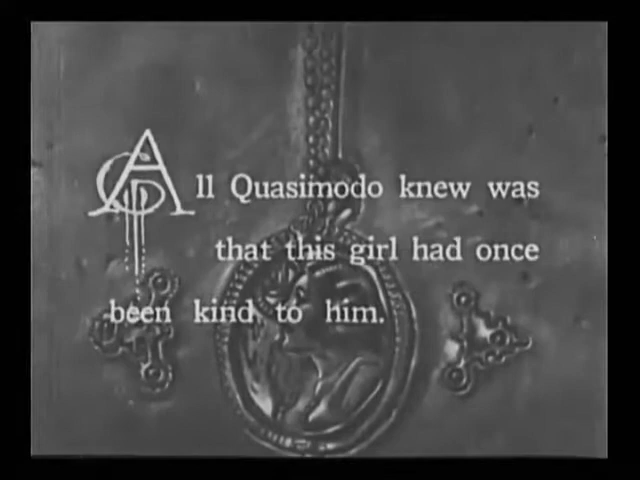 All Quasimodo knew was
that this girl had once
been kind to him.